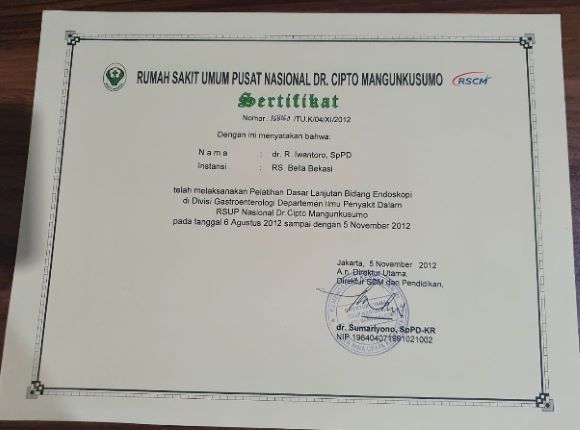 RUMAH SAKIT UMUM PUSAT NASIONAL DR. CIPTO MANGUNKUSUMO
RSCM
Sertifikat
Nomor: /TU.K/04/XI/2012
Dengan ini menyatakan bahwa:
N a m a : dr. R. Iwantoro, SpPD
Instansi : RS Bella Bekasi
telah melaksanakan Pelatihan Dasar Lanjutan Bidang Endoskopi
di Divisi Gastroenterologi Departemen Ilmu Penyakit Dalam
RSUP Nasional Dr Cipto Mangunkusumo
pada tanggal 6 Agustus 2012 sampai dengan 5 November 2012
Jakarta, 5 November 2012
A.n Direktur Utama
Direktur SDM dan Pendidikan,
dr. Sumariyono, SpPD-KR
NIP 196404071991021002